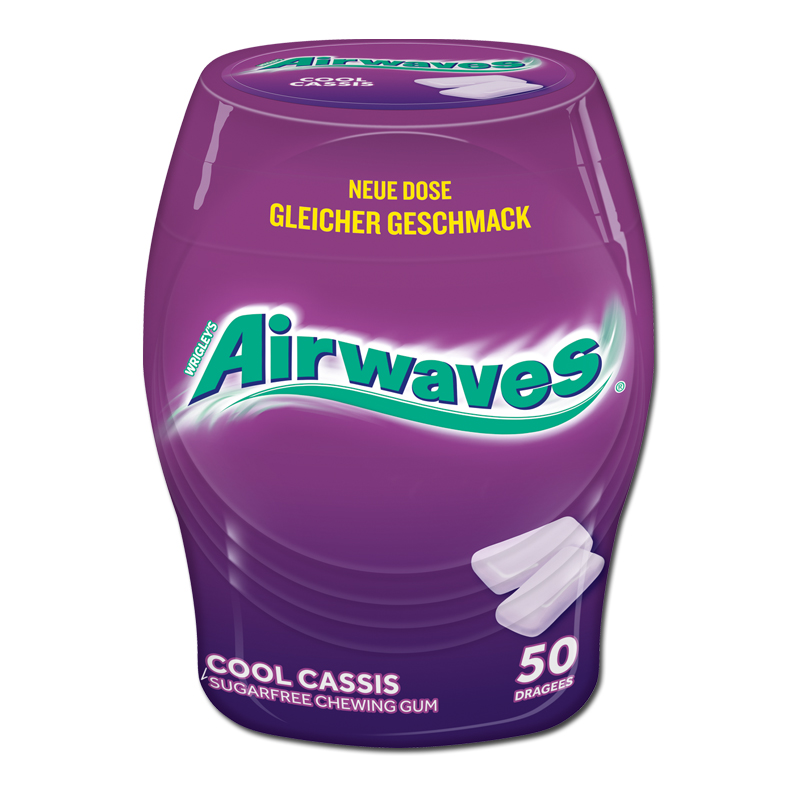 Airwaves
COOL
CASSIS
NEUE DOSE
GLEICHER GESCHMACK
WRIGLEY'S
Airwaves®
COOL CASSIS
SUGARFREE CHEWING GUM
50
DRAGEES